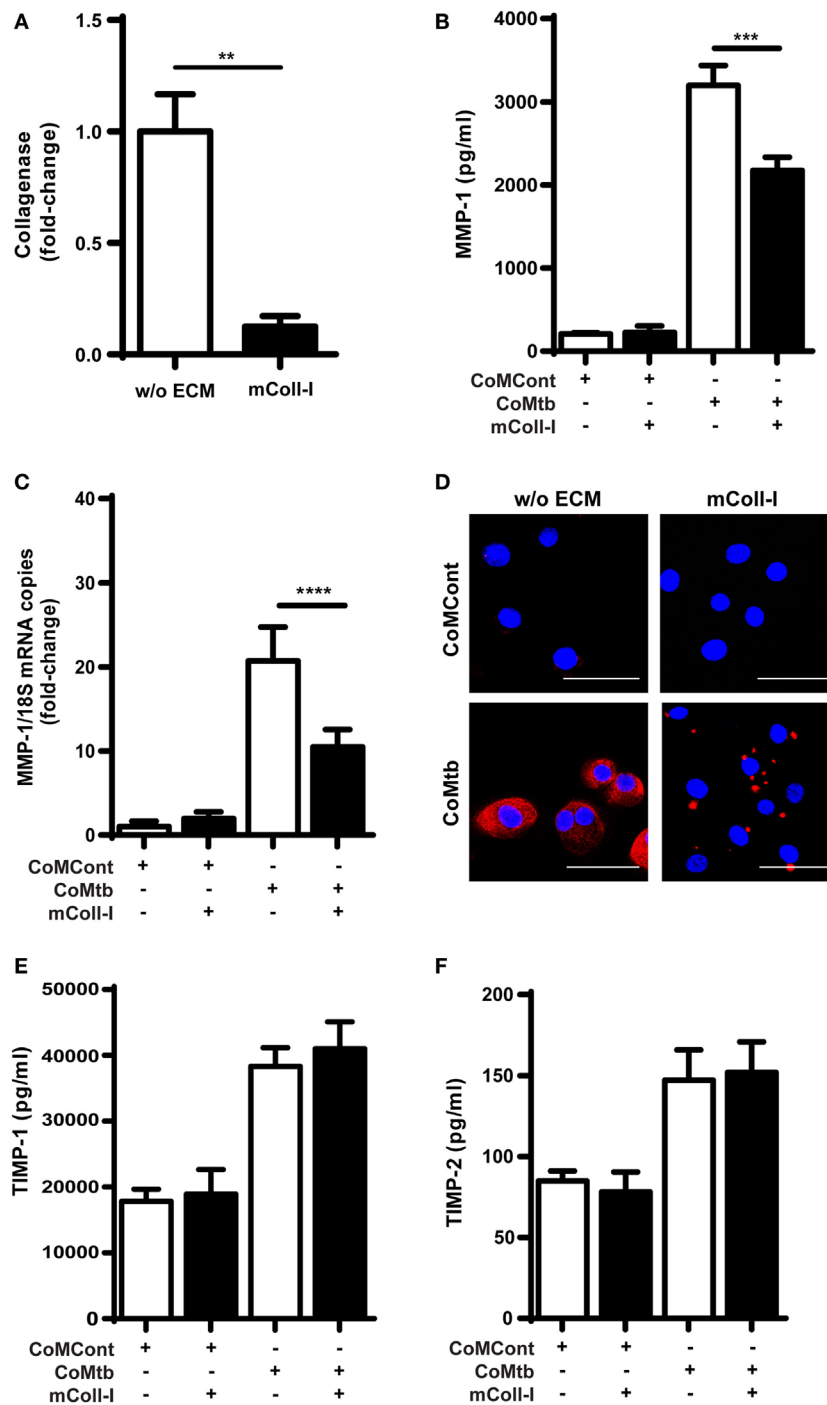 A
Collagenase
(fold-change)
1.5
1.0
0.5
0.0
**
w/o ECM mColl-I
B
MMP-1 (pg/ml)
4000
3000
2000
1000
0
***
CoMCont + + - -
CoMtb - - + +
mColl-I - + - +
C
MMP-1/18S mRNA copies
(fold-change)
40
30
20
10
0
****
CoMCont + + - -
CoMtb - - + +
mColl-I - + - +
D
w/o ECM mColl-I
CoMCont
CoMtb
E
TIMP-1 (pg/ml)
50000
40000
30000
20000
10000
0
CoMCont + + - -
CoMtb - - + +
mColl-I - + - +
F
TIMP-2 (pg/ml)
200
150
100
50
0
CoMCont + + - -
CoMtb - - + +
mColl-I - + - +